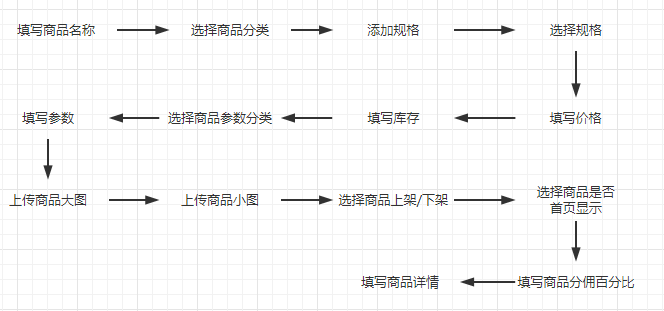 填写商品名称
选择商品分类
添加规格
选择规格
填写价格
填写库存
选择商品参数分类
填写参数
上传商品大图
上传商品小图
选择商品上架/下架
选择商品是否
首页显示
填写商品分佣百分比
填写商品详情